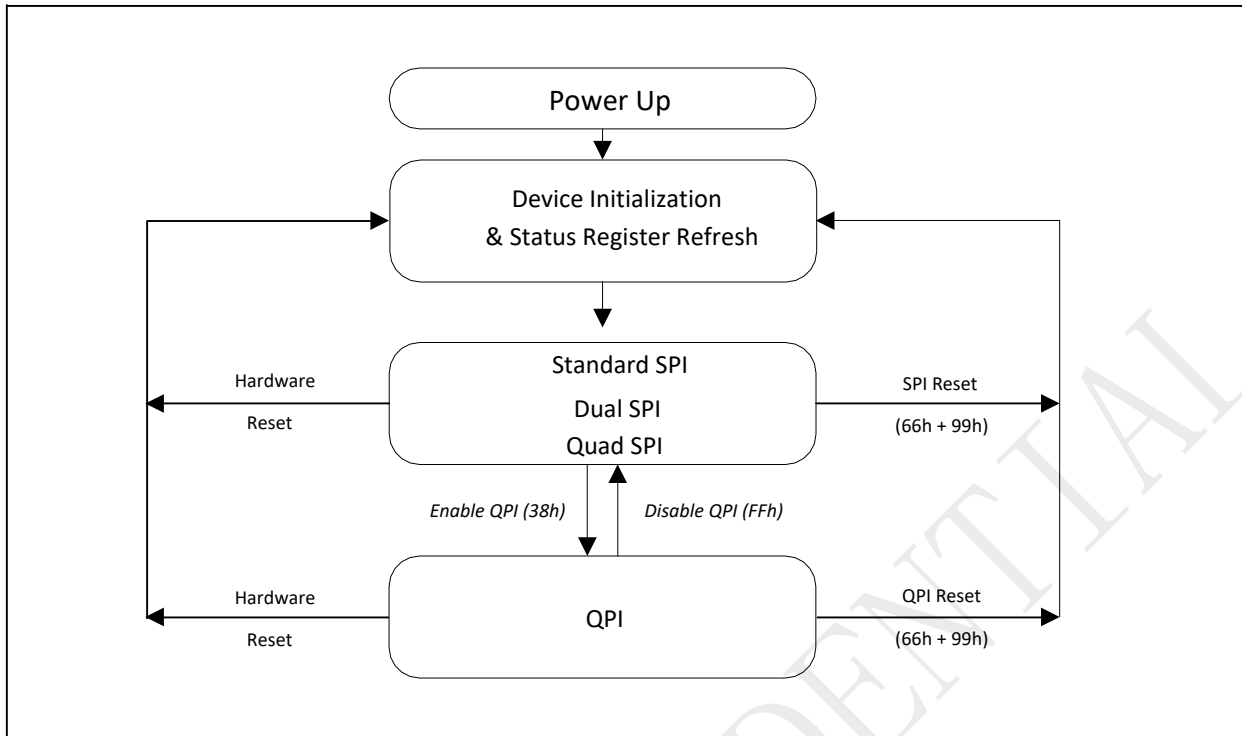 Power Up
Device Initialization
& Status Register Refresh
Standard SPI
Dual SPI
Quad SPI
Hardware
Reset
SPI Reset
(66h + 99h)
Enable QPI (38h)
Disable QPI (FFh)
QPI
Hardware
Reset
QPI Reset
(66h + 99h)
DENTIAI